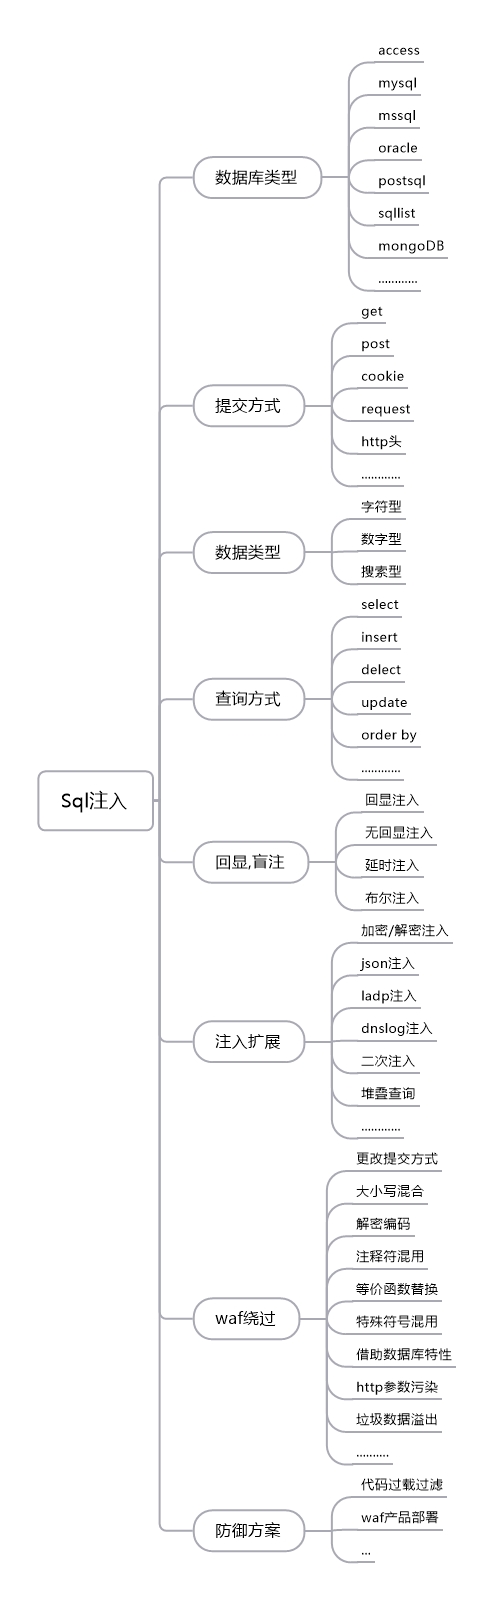 Sql注入
数据库类型
access
mysql
mssql
oracle
postsql
sqllist
mongoDB
............
提交方式
get
post
cookie
request
http头
............
数据类型
字符型
数字型
搜索型
查询方式
select
insert
delect
update
order by
............
回显,盲注
回显注入
无回显注入
延时注入
布尔注入
注入扩展
加密/解密注入
json注入
ladp注入
dnslog注入
二次注入
堆叠查询
............
waf绕过
更改提交方式
大小写混合
解密编码
注释符混用
等价函数替换
特殊符号混用
借助数据库特性
http参数污染
垃圾数据溢出
..........
防御方案
代码过载过滤
waf产品部署
...